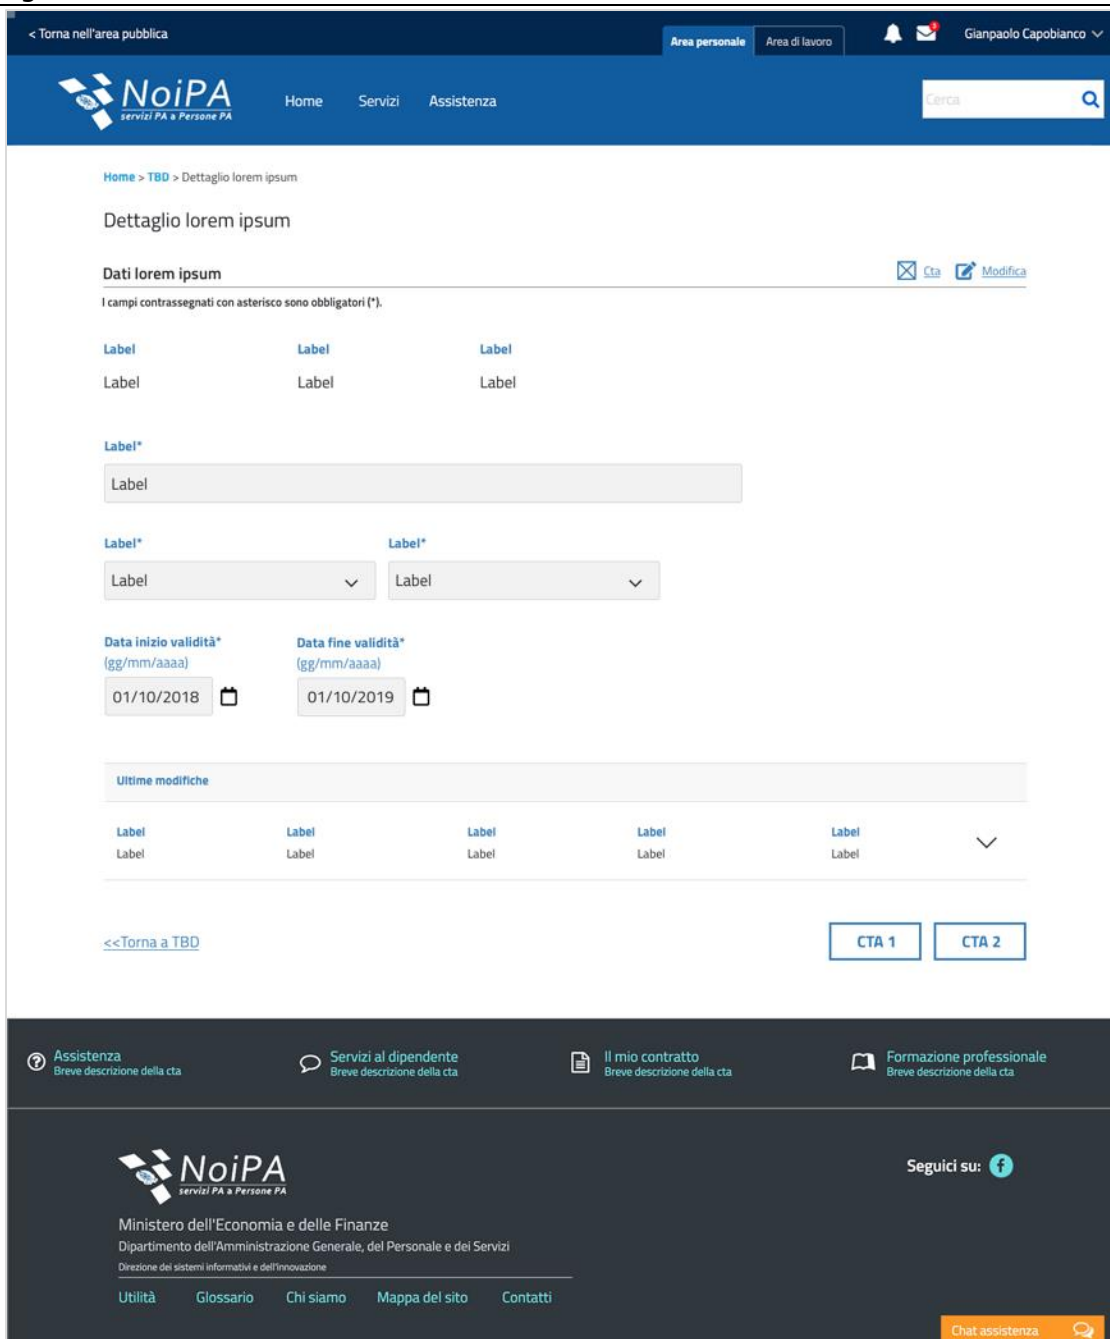 < Torna nell'area pubblica
Area personale Area di lavoro
Gianpaolo Capobianco
NoiPA
servizi PA a Persone PA
Home Servizi Assistenza
Cerca
Home > TBD > Dettaglio lorem ipsum
Dettaglio lorem ipsum
Dati lorem ipsum
Cta Modifica
I campi contrassegnati con asterisco sono obbligatori (*).
Label Label Label
Label Label Label
Label*
Label
Label* Label*
Label Label
Data inizio validità* Data fine validità*
(gg/mm/aaaa) (gg/mm/aaaa)
01/10/2018 01/10/2019
Ultime modifiche
Label Label Label Label Label
Label Label Label Label Label
<<Torna a TBD
CTA 1 CTA 2
Assistenza Servizi al dipendente Il mio contratto Formazione professionale
Breve descrizione della cta Breve descrizione della cta Breve descrizione della cta Breve descrizione della cta
NoiPA
servizi PA a Persone PA
Seguici su:
Ministero dell'Economia e delle Finanze
Dipartimento dell'Amministrazione Generale, del Personale e dei Servizi
Direzione dei sistemi informativi e dell'innovazione
Utilità Glossario Chi siamo Mappa del sito Contatti
Chat assistenza